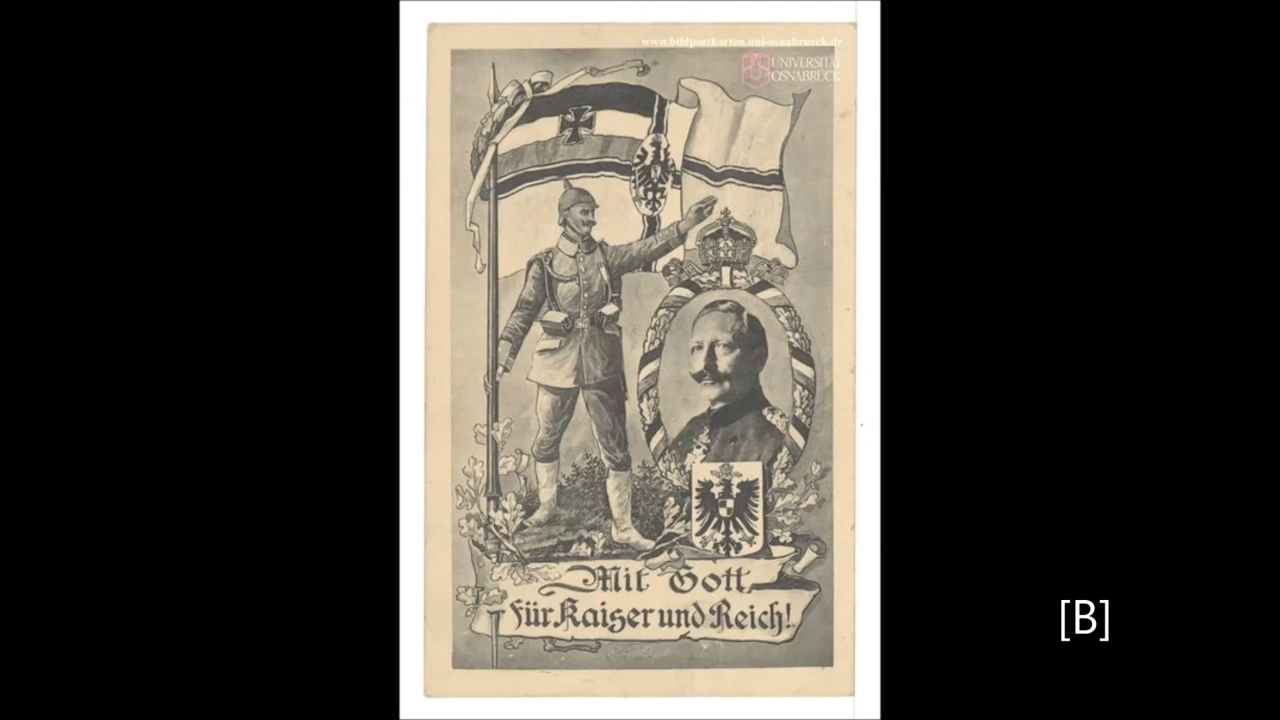 www.bildpostkarten.uni-osnabrueck.de
UNIVERSITÄT
OSNABRÜCK
Mit Gott
für Kaiser und Reich!
[B]